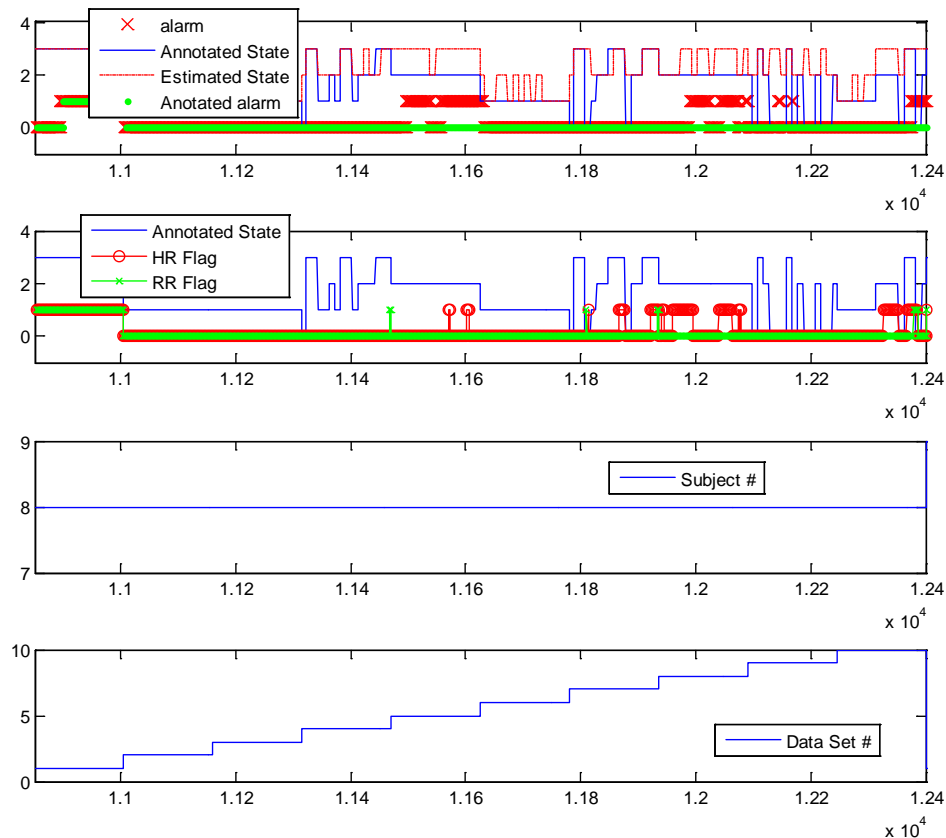 4
2
0
alarm
Annotated State
Estimated State
Anotated alarm
1.1 1.12 1.14 1.16 1.18 1.2 1.22 1.24
x 10^4
4
2
0
Annotated State
HR Flag
RR Flag
1.1 1.12 1.14 1.16 1.18 1.2 1.22 1.24
x 10^4
9
8
7
Subject #
1.1 1.12 1.14 1.16 1.18 1.2 1.22 1.24
x 10^4
10
5
0
Data Set #
1.1 1.12 1.14 1.16 1.18 1.2 1.22 1.24
x 10^4